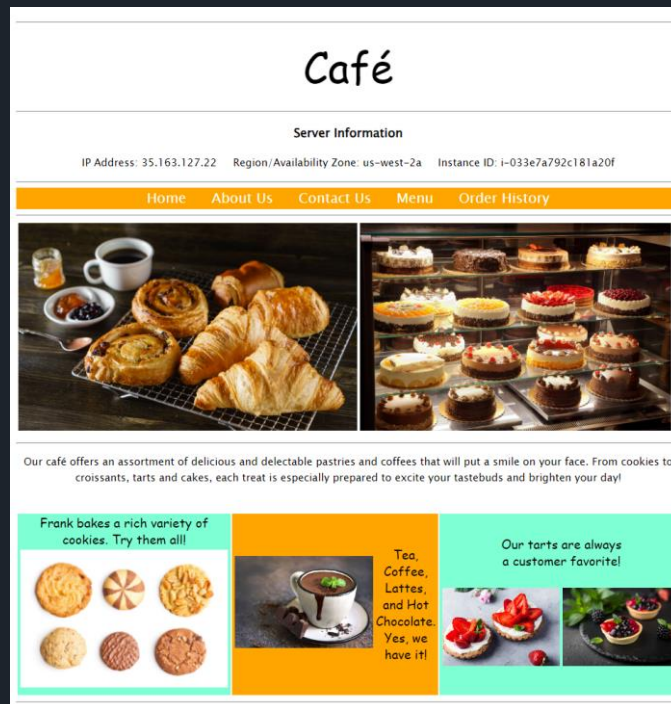 Café
Server Information
IP Address: 35.163.127.22 Region/Availability Zone: us-west-2a Instance ID: i-033e7a792c181a20f
Home About Us Contact Us Menu Order History
Our café offers an assortment of delicious and delectable pastries and coffees that will put a smile on your face. From cookies to
croissants, tarts and cakes, each treat is especially prepared to excite your tastebuds and brighten your day!
Frank bakes a rich variety of
cookies. Try them all!
Tea,
Coffee,
Lattes,
and Hot
Chocolate.
Yes, we
have it!
Our tarts are always
a customer favorite!